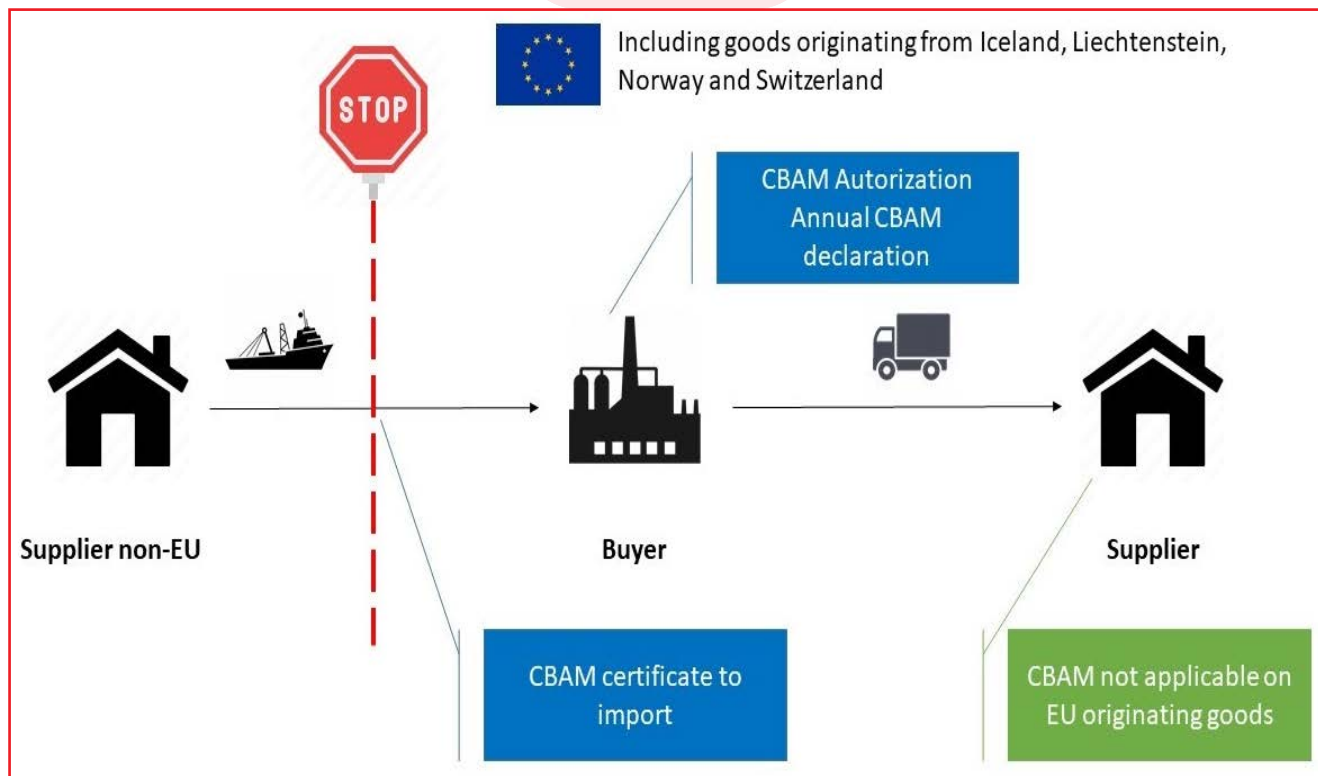 Including goods originating from Iceland, Liechtenstein,
Norway and Switzerland
STOP
CBAM Autorization
Annual CBAM
declaration
Supplier non-EU
Buyer
Supplier
CBAM certificate to
import
CBAM not applicable on
EU originating goods